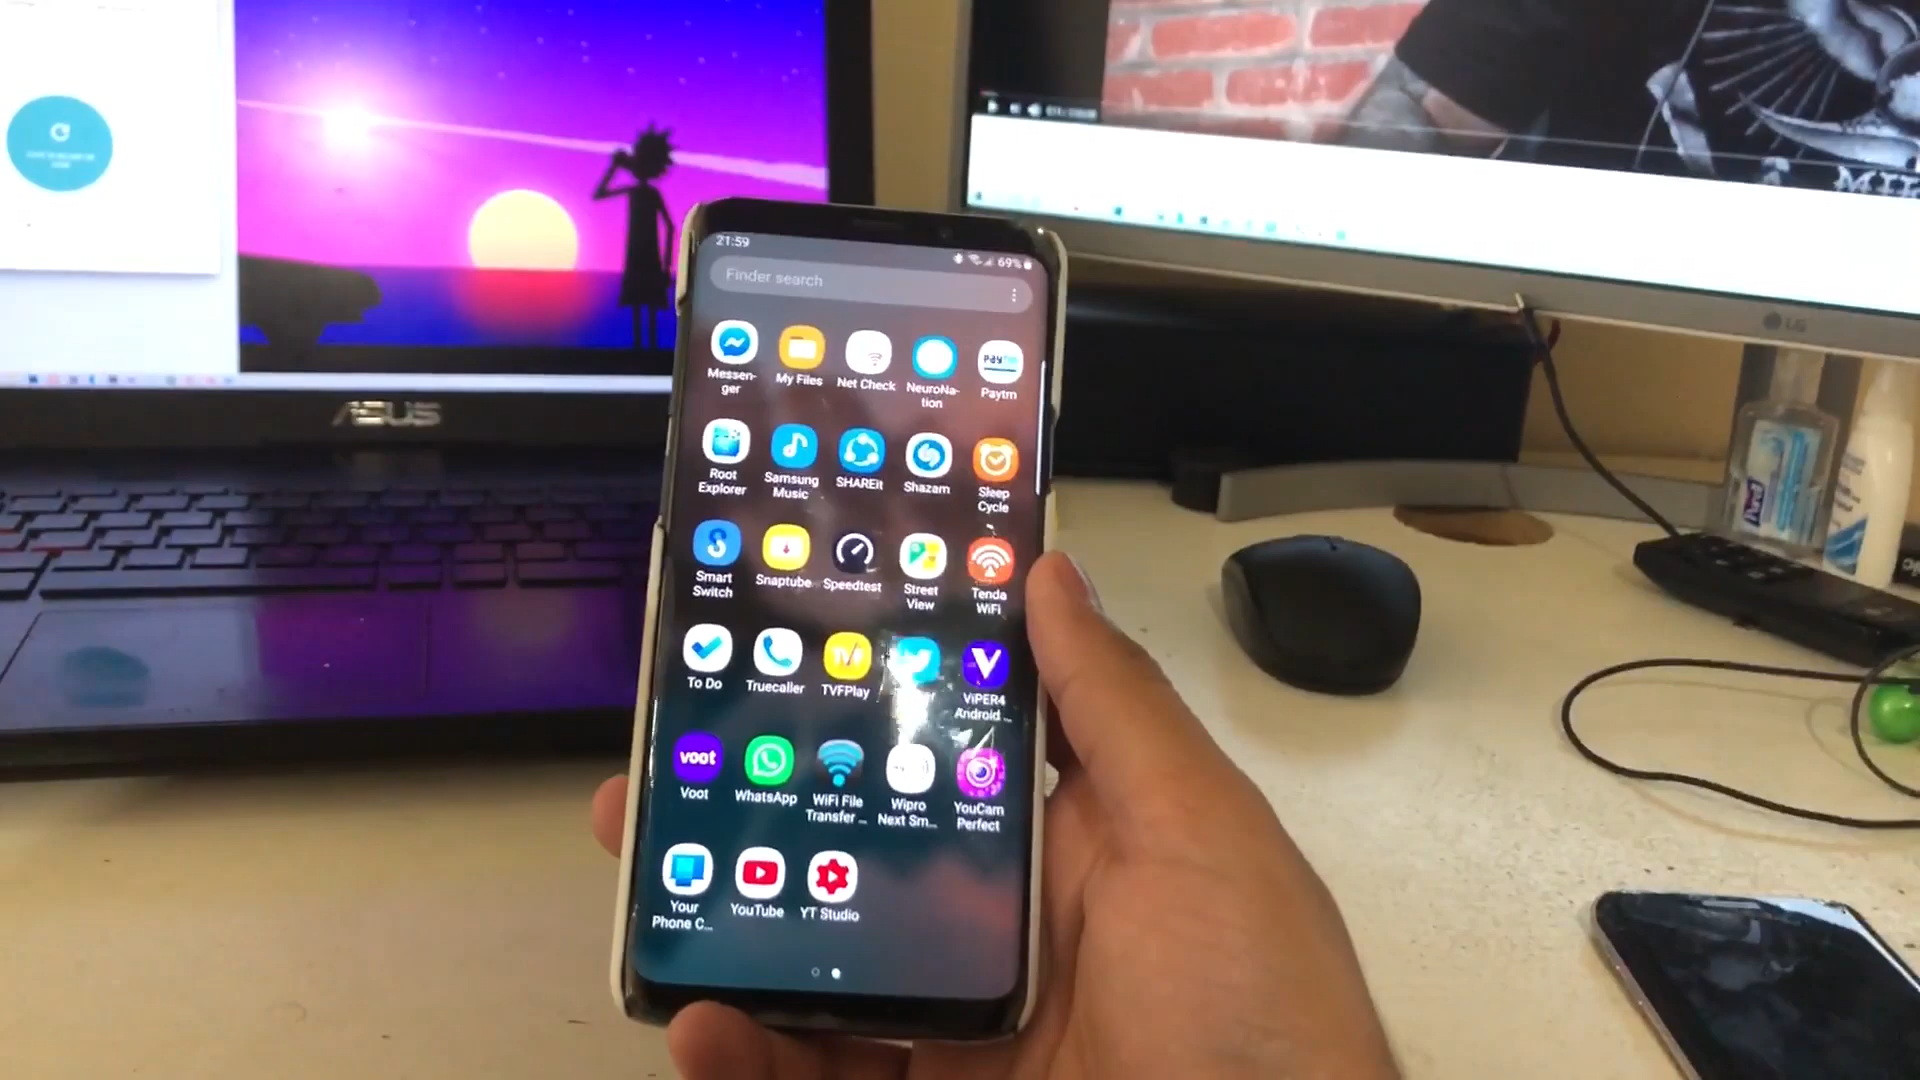 21:59
69%
Finder search
Messen-
ger
My Files
Net Check
NeuroNa-
tion
Paytm
Paytm
Root
Explorer
Samsung
Music
SHAREit
Shazam
Sleep
Cycle
Smart
Switch
Snaptube
Speedtest
Street
View
Tenda
WiFi
To Do
Truecaller
TVFPlay
ViPER4
Android ...
voot
Voot
WhatsApp
WiFi File
Transfer ...
Wipro
Next Sm...
YouCam
Perfect
Your
Phone C...
YouTube
YT Studio
ASUS
LG
Purell